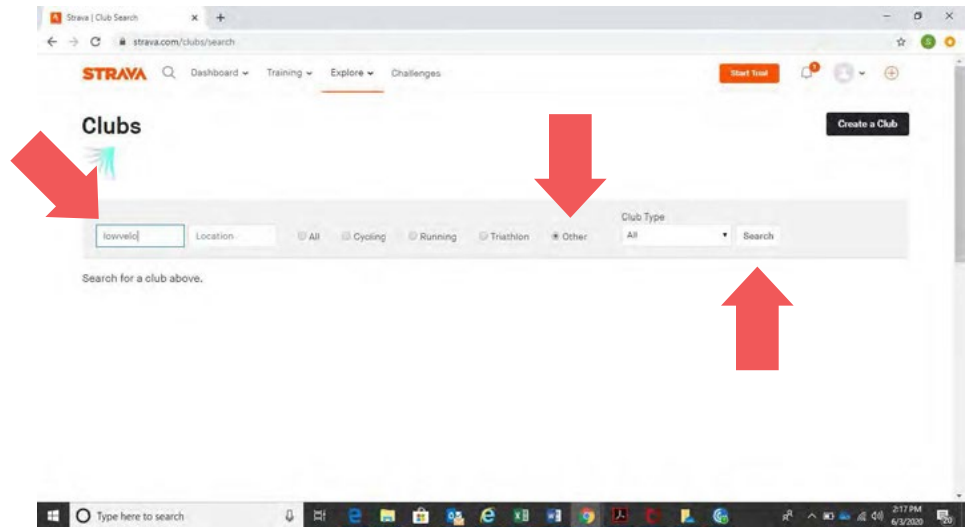 Strava | Club Search
strava.com/clubs/search
STRAVA Dashboard Training Explore Challenges Start Trial 3
Clubs
Create a Club
Club Type
lowvelo Location All Cycling Running Triathlon Other All Search
Search for a club above.
Type here to search
2:17 PM
6/3/2020
20